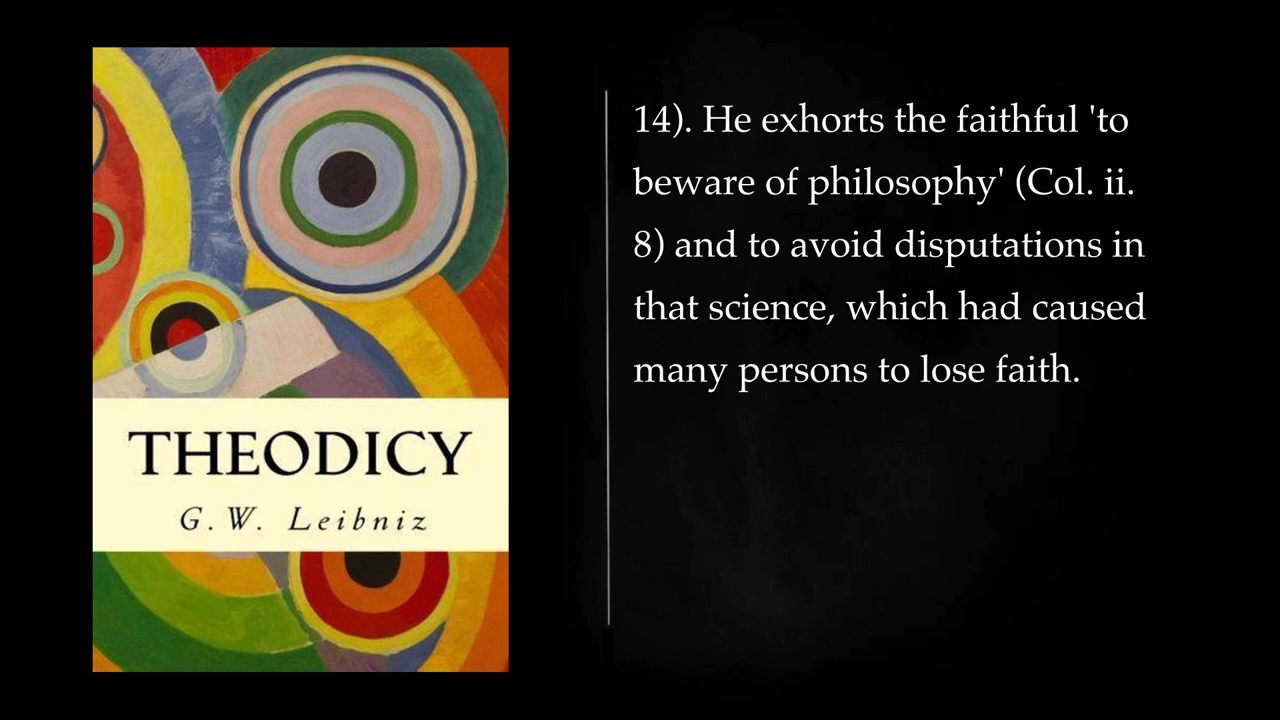 THEODICY
G. W. Leibniz
14). He exhorts the faithful 'to
beware of philosophy' (Col. ii.
8) and to avoid disputations in
that science, which had caused
many persons to lose faith.